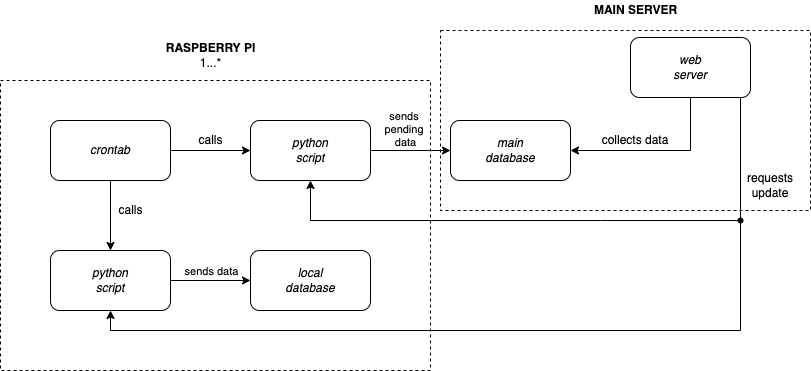 MAIN SERVER
RASPBERRY PI
1...*
web
server
sends
pending
data
crontab
calls
python
script
main
database
collects data
requests
update
calls
python
script
sends data
local
database